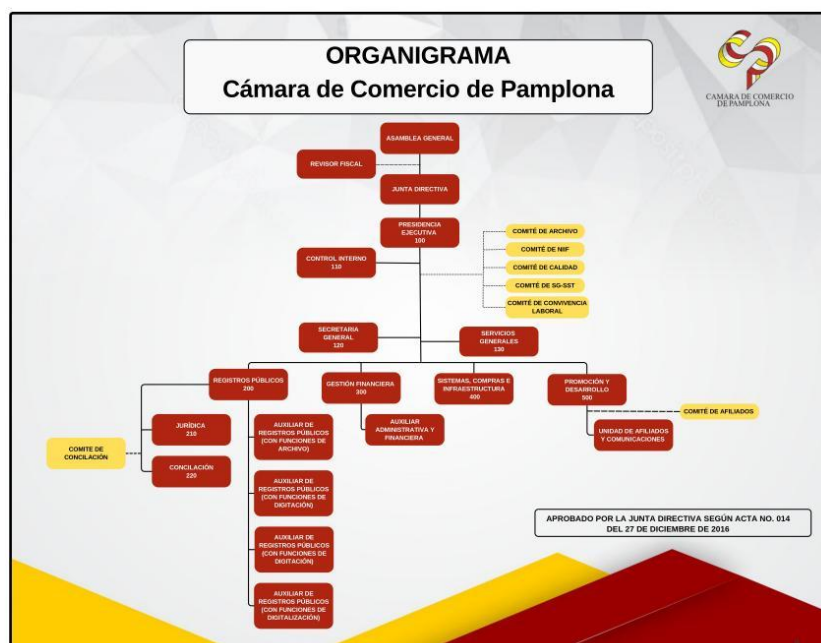 ORGANIGRAMA
Cámara de Comercio de Pamplona
CAMARA DE COMERCIO
DE PAMPLONA
ASAMBLEA GENERAL
REVISOR FISCAL
JUNTA DIRECTIVA
PRESIDENCIA
EJECUTIVA
100
COMITÉ DE ARCHIVO
COMITÉ DE NIIF
COMITÉ DE CALIDAD
COMITÉ DE SG-SST
COMITÉ DE CONVIVENCIA
LABORAL
CONTROL INTERNO
110
SECRETARIA
GENERAL
120
SERVICIOS
GENERALES
130
REGISTROS PÚBLICOS
200
GESTIÓN FINANCIERA
300
SISTEMAS, COMPRAS E
INFRAESTRUCTURA
400
PROMOCIÓN Y
DESARROLLO
500
COMITÉ DE AFILIADOS
JURÍDICA
210
AUXILIAR DE
REGISTROS PÚBLICOS
(CON FUNCIONES DE
ARCHIVO)
AUXILIAR
ADMINISTRATIVA Y
FINANCIERA
UNIDAD DE AFILIADOS
Y COMUNICACIONES
COMITE DE
CONCILACIÓN
CONCILACIÓN
220
AUXILIAR DE
REGISTROS PÚBLICOS
(CON FUNCIONES DE
DIGITACIÓN)
AUXILIAR DE
REGISTROS PÚBLICOS
(CON FUNCIONES DE
DIGITACIÓN)
AUXILIAR DE
REGISTROS PÚBLICOS
(CON FUNCIONES DE
DIGITALIZACIÓN)
APROBADO POR LA JUNTA DIRECTIVA SEGÚN ACTA NO. 014
DEL 27 DE DICIEMBRE DE 2016